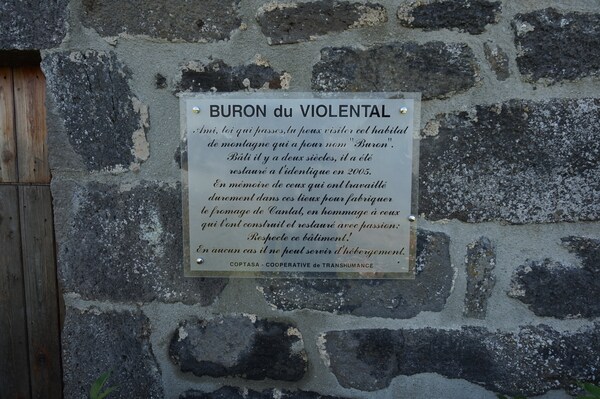 BURON du VIOLENTAL
Ami, toi qui passes,tu peux visiter cet habitat
de montagne qui a pour nom "Buron".
Bâti il y a deux siècles, il a été
restauré à l'identique en 2005.
En mémoire de ceux qui ont travaillé
durement dans ces lieux pour fabriquer
le fromage de Cantal, en hommage à ceux
qui l'ont construit et restauré avec passion:
Respecte ce bâtiment!
En aucun cas il ne peut servir d'hébergement.
COPTASA - COOPERATIVE de TRANSHUMANCE